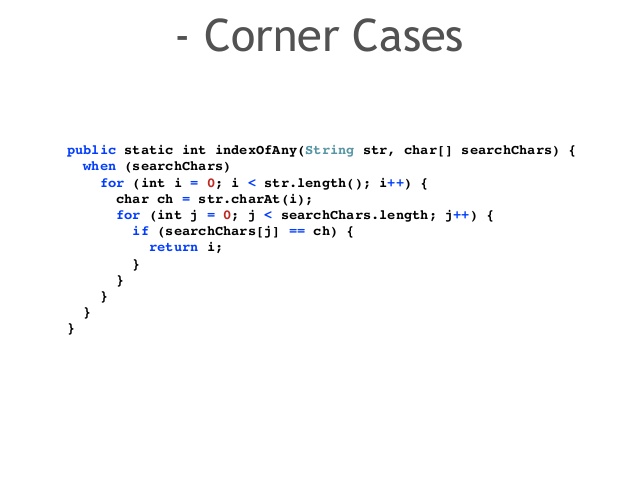 - Corner Cases
public static int indexOfAny(String str, char[] searchChars) {
when (searchChars)
for (int i = 0; i < str.length(); i++) {
char ch = str.charAt(i);
for (int j = 0; j < searchChars.length; j++) {
if (searchChars[j] == ch) {
return i;
}
}
}
}
}